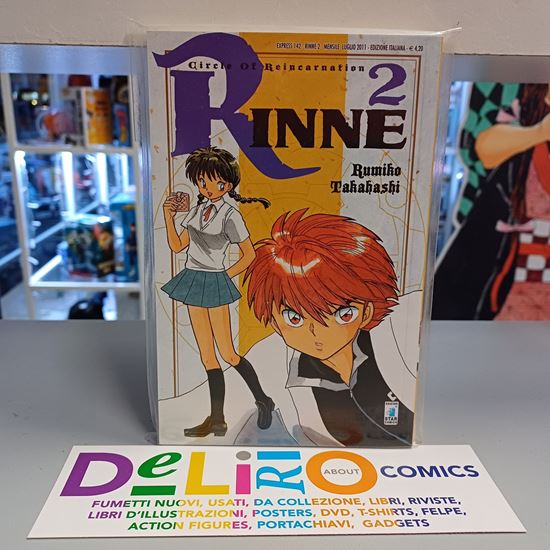 EXPRESS 142 - RINNE 2 - MENSILE - LUGLIO 2011 - EDIZIONE ITALIANA - € 4,20
Circle Of Reincarnation
RINNE 2
Rumiko
Takahashi
STAR
DELIRIO ABOUT COMICS
FUMETTI NUOVI, USATI, DA COLLEZIONE, LIBRI, RIVISTE,
LIBRI D'ILLUSTRAZIONI, POSTERS, DVD, T-SHIRTS, FELPE,
ACTION FIGURES, PORTACHIAVI, GADGETS